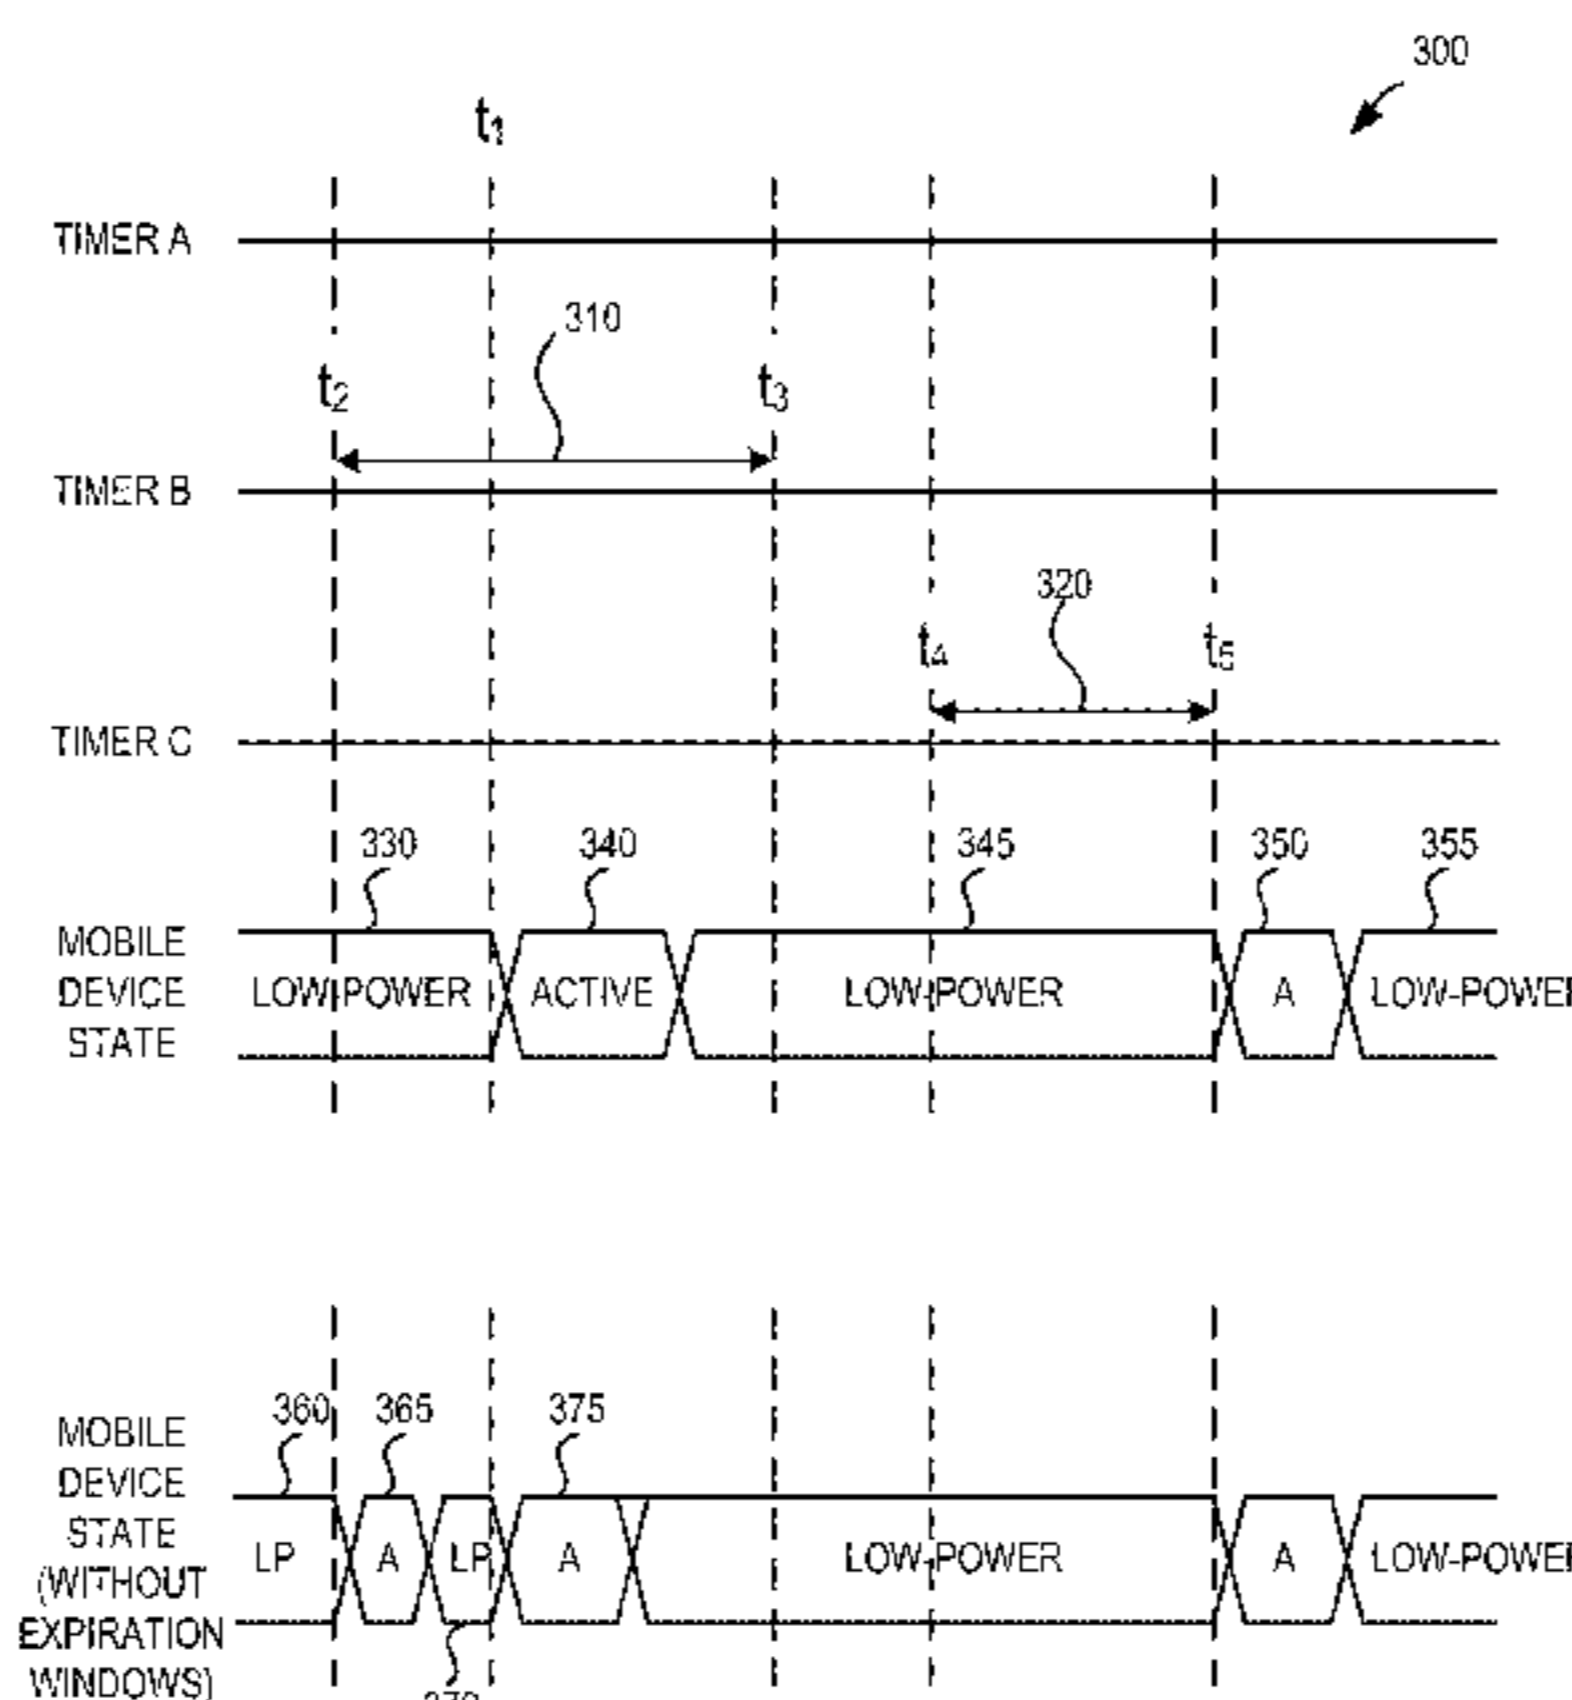 300
t1
TIMER A
310
t2
t3
TIMER B
320
t4
t5
TIMER C
330
340
345
350
355
MOBILE
DEVICE
STATE
LOW-POWER
ACTIVE
LOW-POWER
A
360
365
375
MOBILE
DEVICE
STATE
(WITHOUT
EXPIRATION
WINDOWS)
LP
A
LP
A
LOW-POWER
A